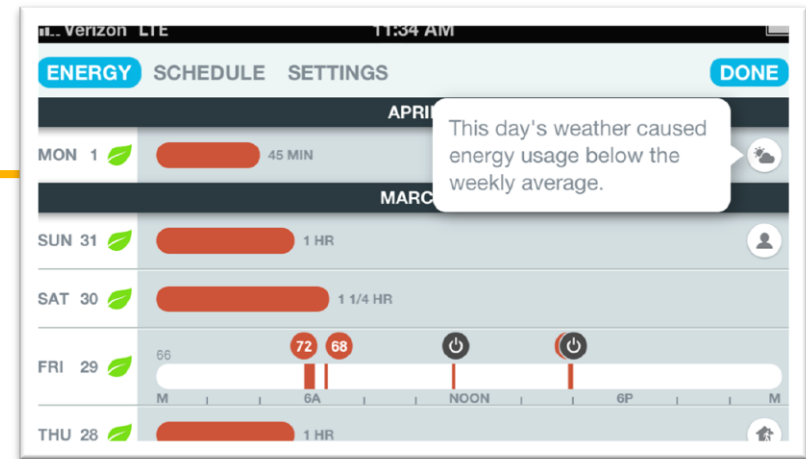 Verizon LTE 11:34 AM
ENERGY SCHEDULE SETTINGS DONE
APRI
This day's weather caused
energy usage below the
weekly average.
MON 1 45 MIN
MARC
SUN 31 1 HR
SAT 30 1 1/4 HR
72 68
66
FRI 29
M 6A NOON 6P M
THU 28 1 HR